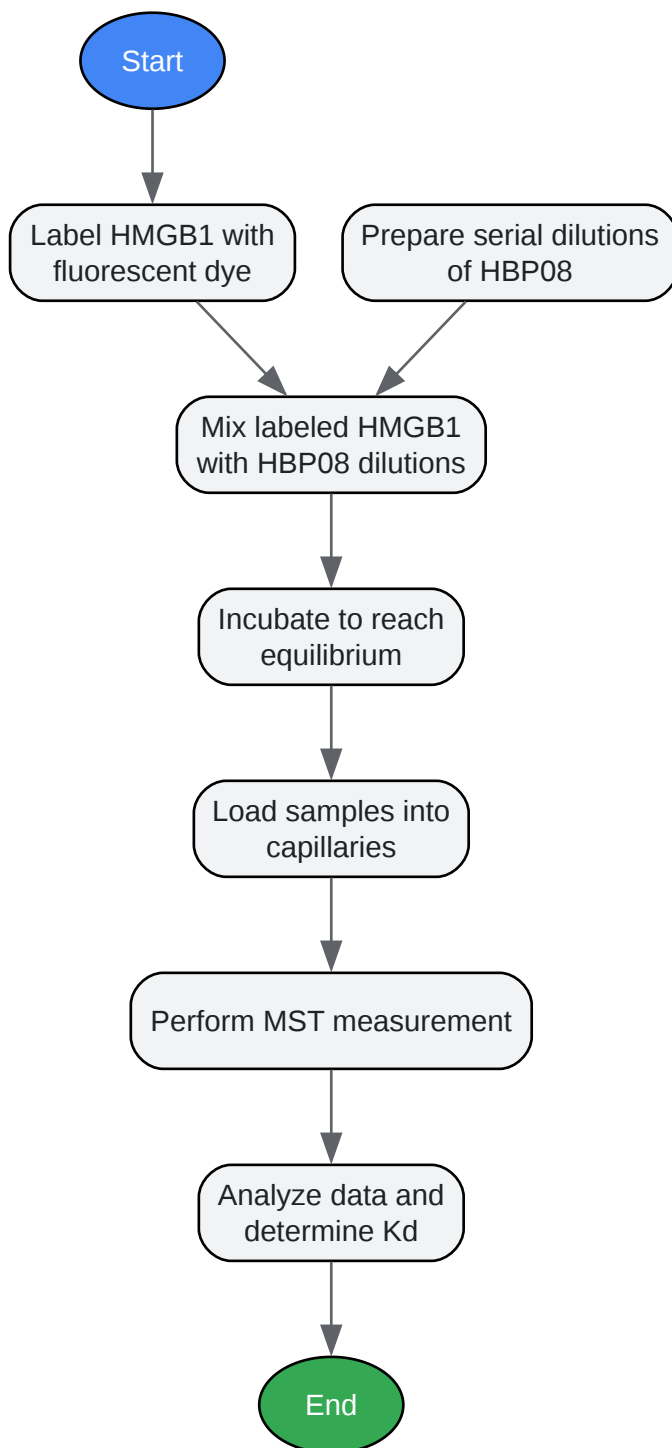 Start
Label HMGB1 with
fluorescent dye
Prepare serial dilutions
of HBP08
Mix labeled HMGB1
with HBP08 dilutions
Incubate to reach
equilibrium
Load samples into
capillaries
Perform MST measurement
Analyze data and
determine Kd
End